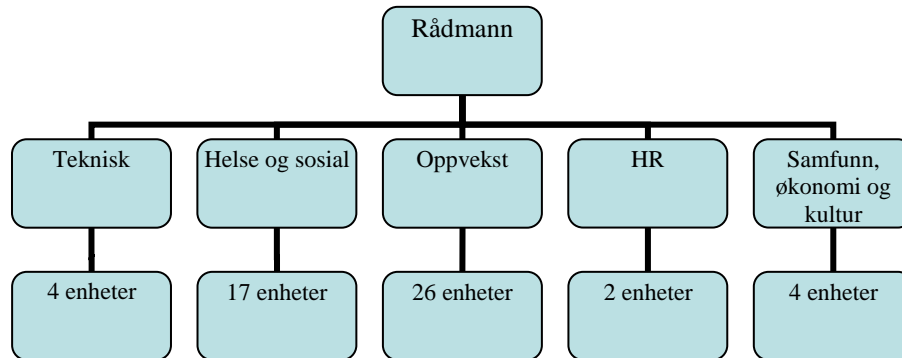 Rådmann
Teknisk
Helse og sosial
Oppvekst
HR
Samfunn,
økonomi og
kultur
4 enheter
17 enheter
26 enheter
2 enheter
4 enheter